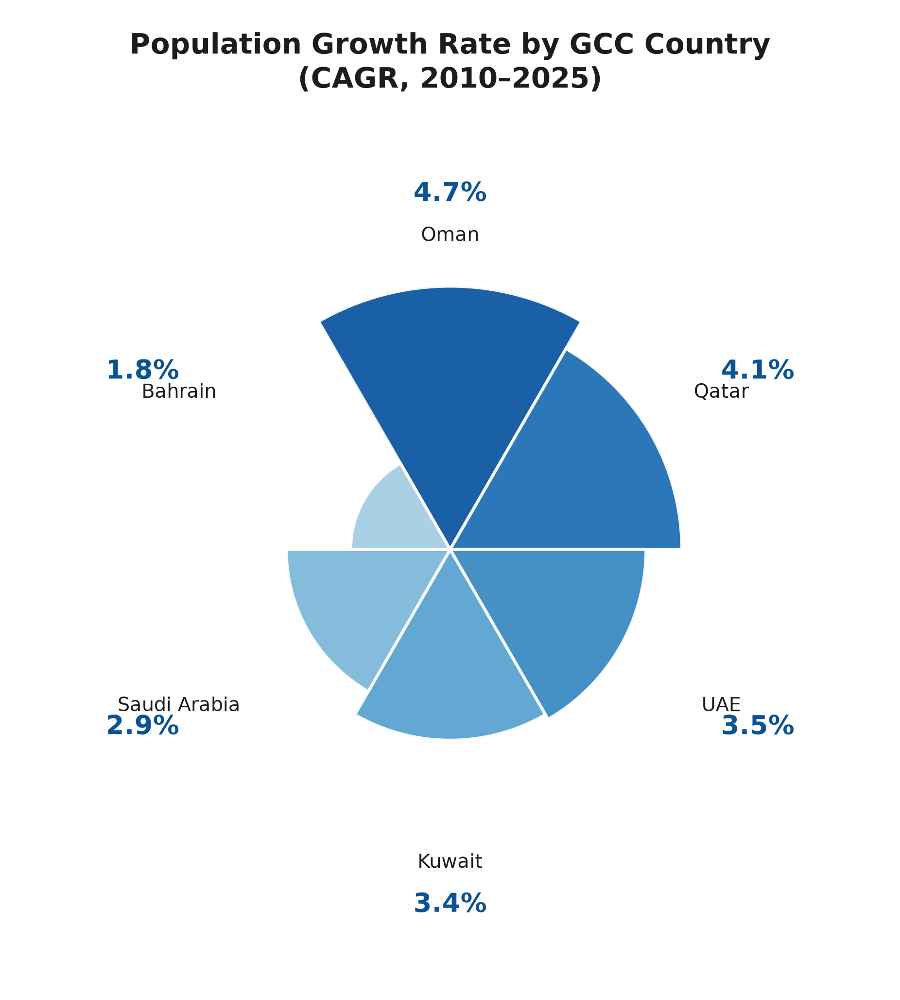 Population Growth Rate by GCC Country
(CAGR, 2010–2025)
4.7%
Oman
1.8%
Bahrain
4.1%
Qatar
Saudi Arabia
2.9%
UAE
3.5%
Kuwait
3.4%